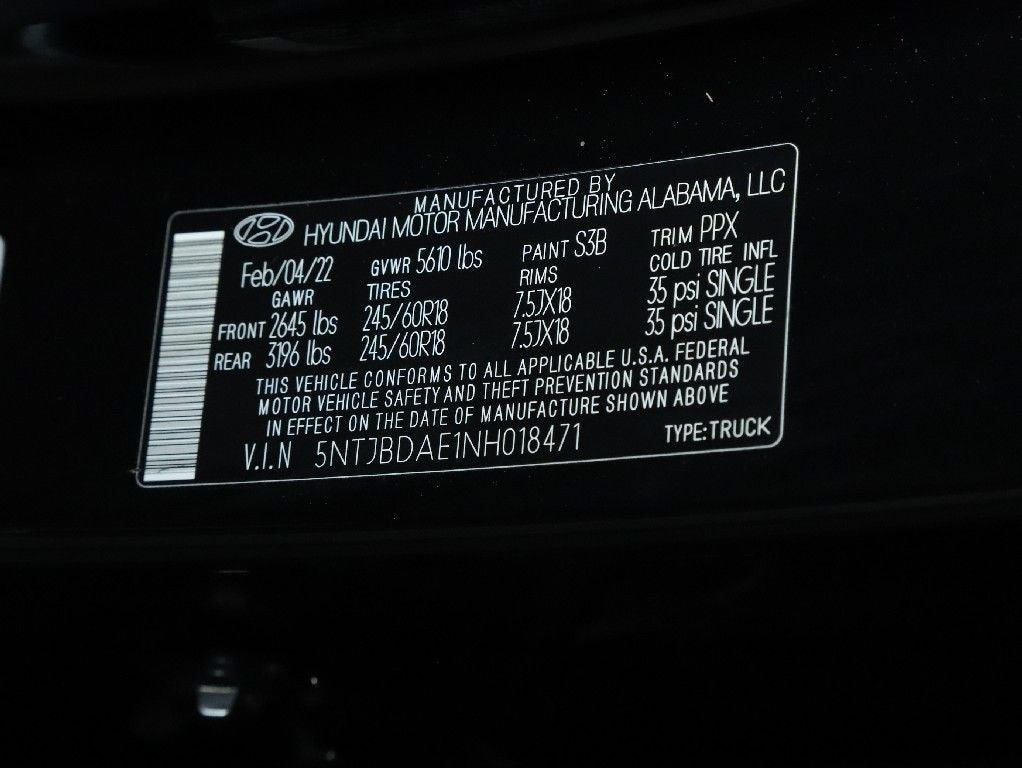 MANUFACTURED BY
HYUNDAI MOTOR MANUFACTURING ALABAMA, LLC
Feb/04/22 GVWR 5610 lbs PAINT S3B TRIM PPX
GAWR TIRES RIMS COLD TIRE INFL
FRONT 2645 lbs 245/60R18 7.5JX18 35 psi SINGLE
REAR 3196 lbs 245/60R18 7.5JX18 35 psi SINGLE
THIS VEHICLE CONFORMS TO ALL APPLICABLE U.S.A. FEDERAL
MOTOR VEHICLE SAFETY AND THEFT PREVENTION STANDARDS
IN EFFECT ON THE DATE OF MANUFACTURE SHOWN ABOVE
V.I.N 5NTJBDAE1NH018471 TYPE:TRUCK